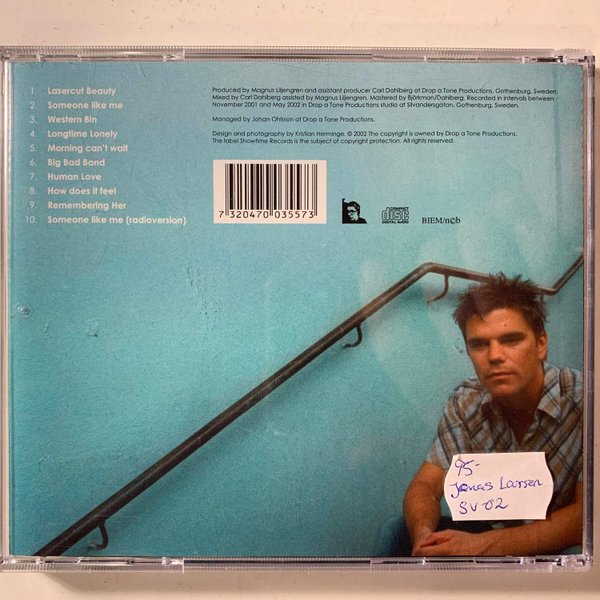 1. Lasercut Beauty
2. Someone like me
3. Western Bin
4. Longtime Lonely
5. Morning can't wait
6. Big Bad Band
7. Human Love
8. How does it feel
9. Remembering Her
10. Someone like me (radioversion)
Produced by Magnus Liljengren and assistant producer Carl Dahlberg at Drop a Tone Productions, Gothenburg, Sweden.
Mixed by Carl Dahlberg assisted by Magnus Liljengren. Mastered by Björkman/Dahlberg. Recorded in intervals between
November 2001 and May 2002 in Drop a Tone Productions studio at Silvandersgatan, Gothenburg, Sweden.
Managed by Johan Ohlsson at Drop a Tone Productions.
Design and photography by Kristian Herminge. © 2002 The copyright is owned by Drop a Tone Productions.
The label Showtime Records is the subject of copyright protection. All rights reserved.
7 320470 035573
COMPACT
disc
DIGITAL AUDIO
BIEM/n©b
95-
Jonas Larsen
SV-02